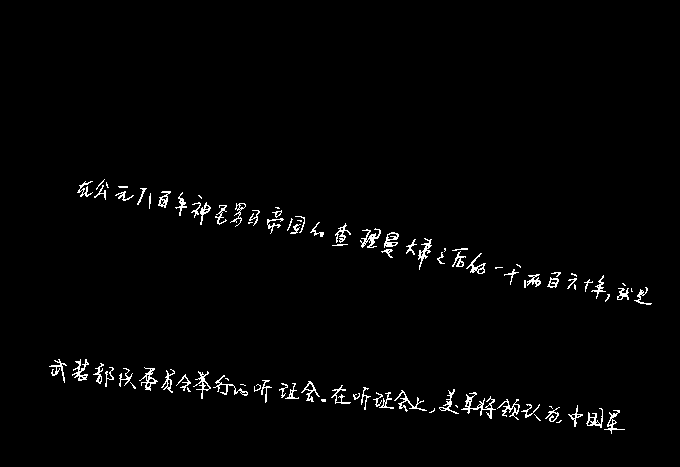 在公元八百年神圣罗马帝国的查理曼大帝之后的一千两百六十年,就是
武装部队委员会举行的听证会。在听证会上,美军将领认为中国军